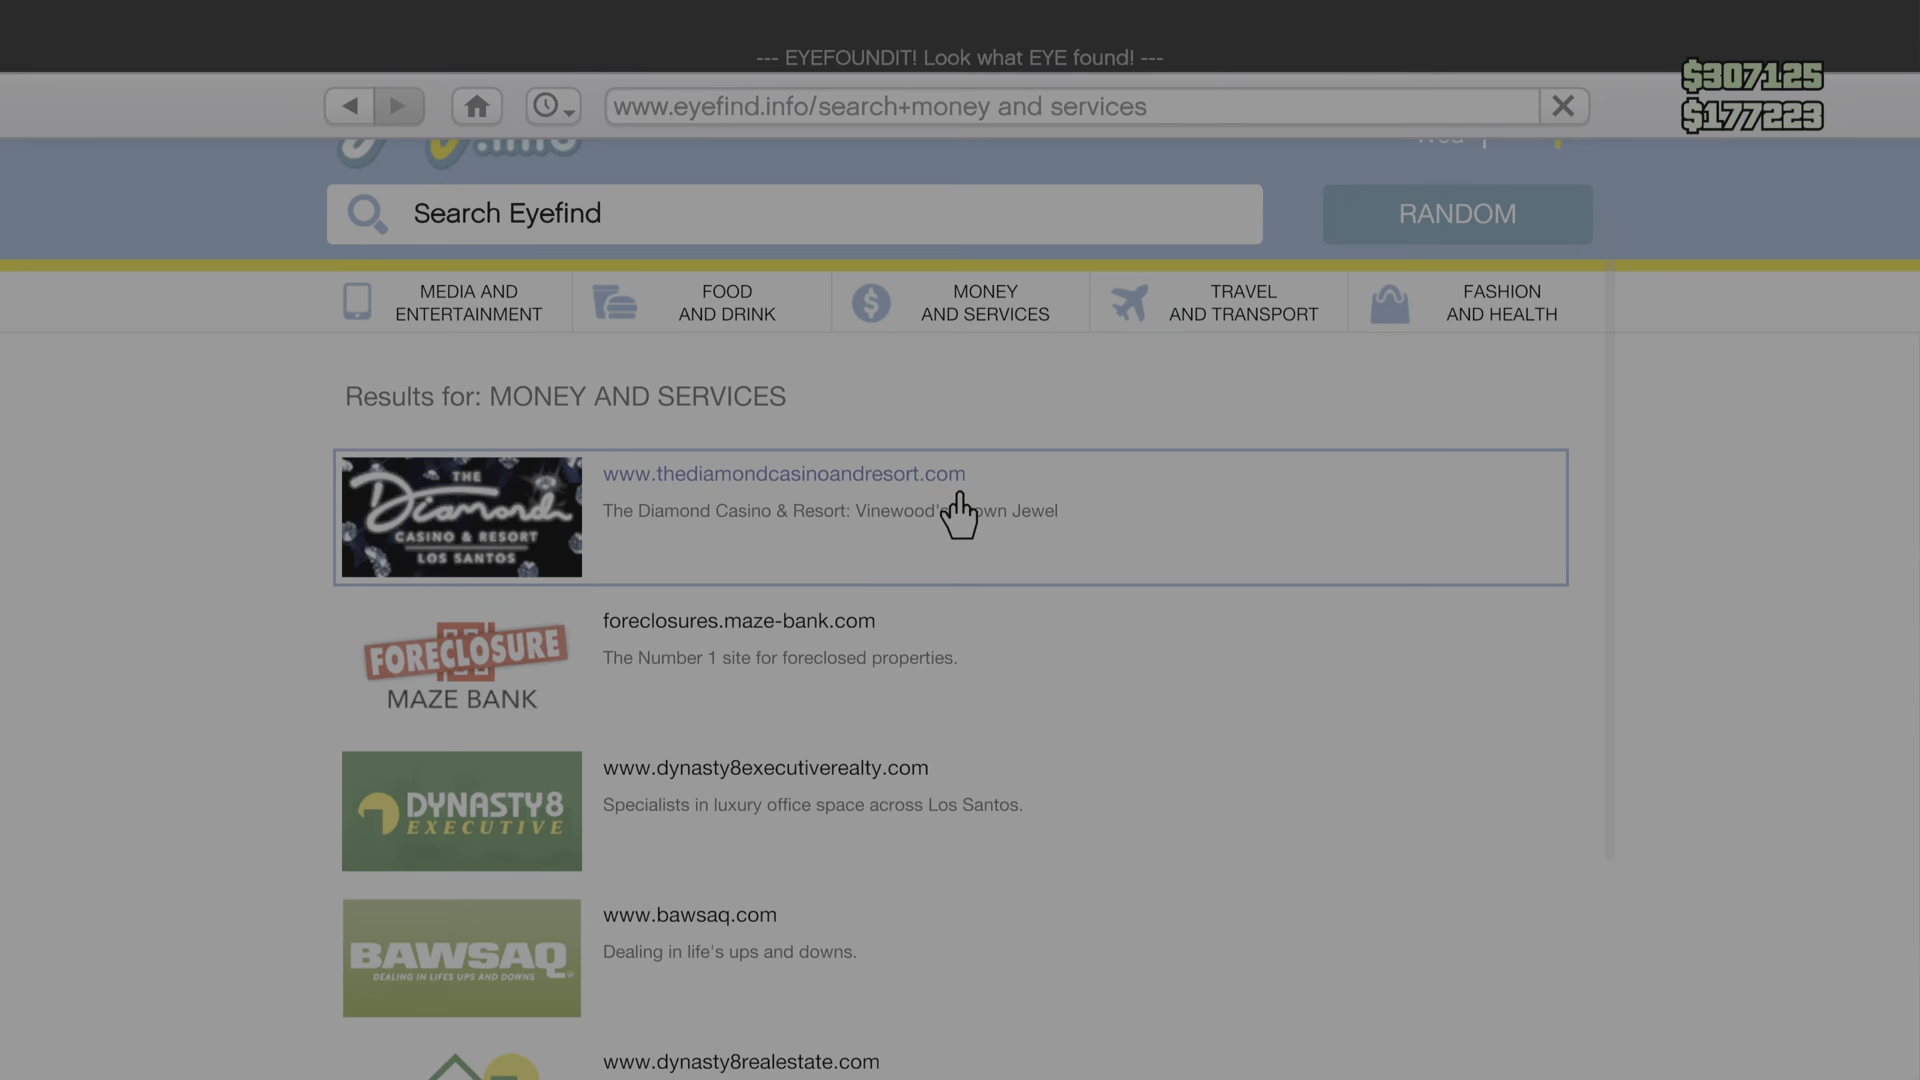 --- EYEFOUNDIT! Look what EYE found! ---
$307125
www.eyefind.info/search+money and services
$177223
.info
Search Eyefind
RANDOM
MEDIA AND
ENTERTAINMENT
FOOD
AND DRINK
MONEY
AND SERVICES
TRAVEL
AND TRANSPORT
FASHION
AND HEALTH
Results for: MONEY AND SERVICES
THE
Diamond
CASINO & RESORT
LOS SANTOS
www.thediamondcasinoandresort.com
The Diamond Casino & Resort: Vinewood's Crown Jewel
FORECLOSURE
MAZE BANK
foreclosures.maze-bank.com
The Number 1 site for foreclosed properties.
DYNASTY8
EXECUTIVE
www.dynasty8executiverealty.com
Specialists in luxury office space across Los Santos.
BAWSAQ
DEALING IN LIFE'S UPS AND DOWNS
www.bawsaq.com
Dealing in life's ups and downs.
www.dynasty8realestate.com